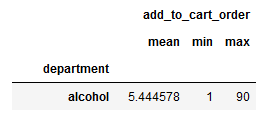 add_to_cart_order
mean min max
department
alcohol 5.444578 1 90